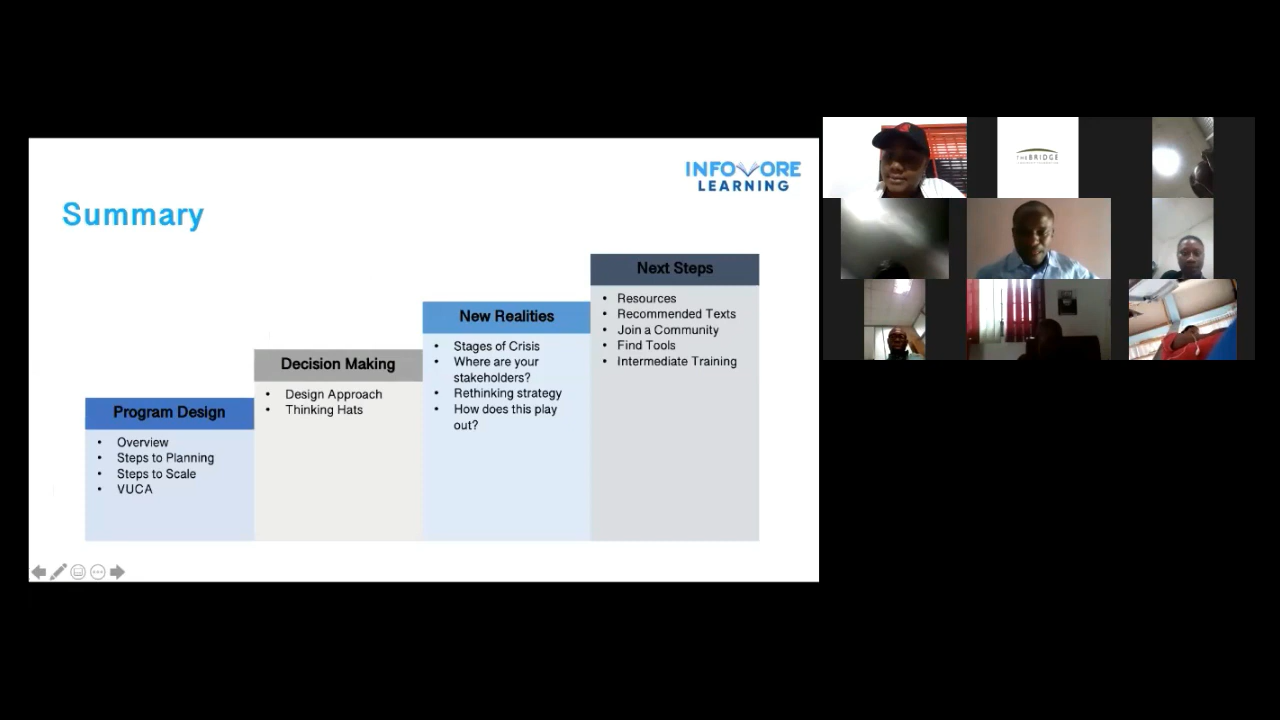 INFOVORE
LEARNING
Summary
Program Design
Overview
Steps to Planning
Steps to Scale
VUCA
Decision Making
Design Approach
Thinking Hats
New Realities
Stages of Crisis
Where are your
stakeholders?
Rethinking strategy
How does this play
out?
Next Steps
Resources
Recommended Texts
Join a Community
Find Tools
Intermediate Training
THE BRIDGE